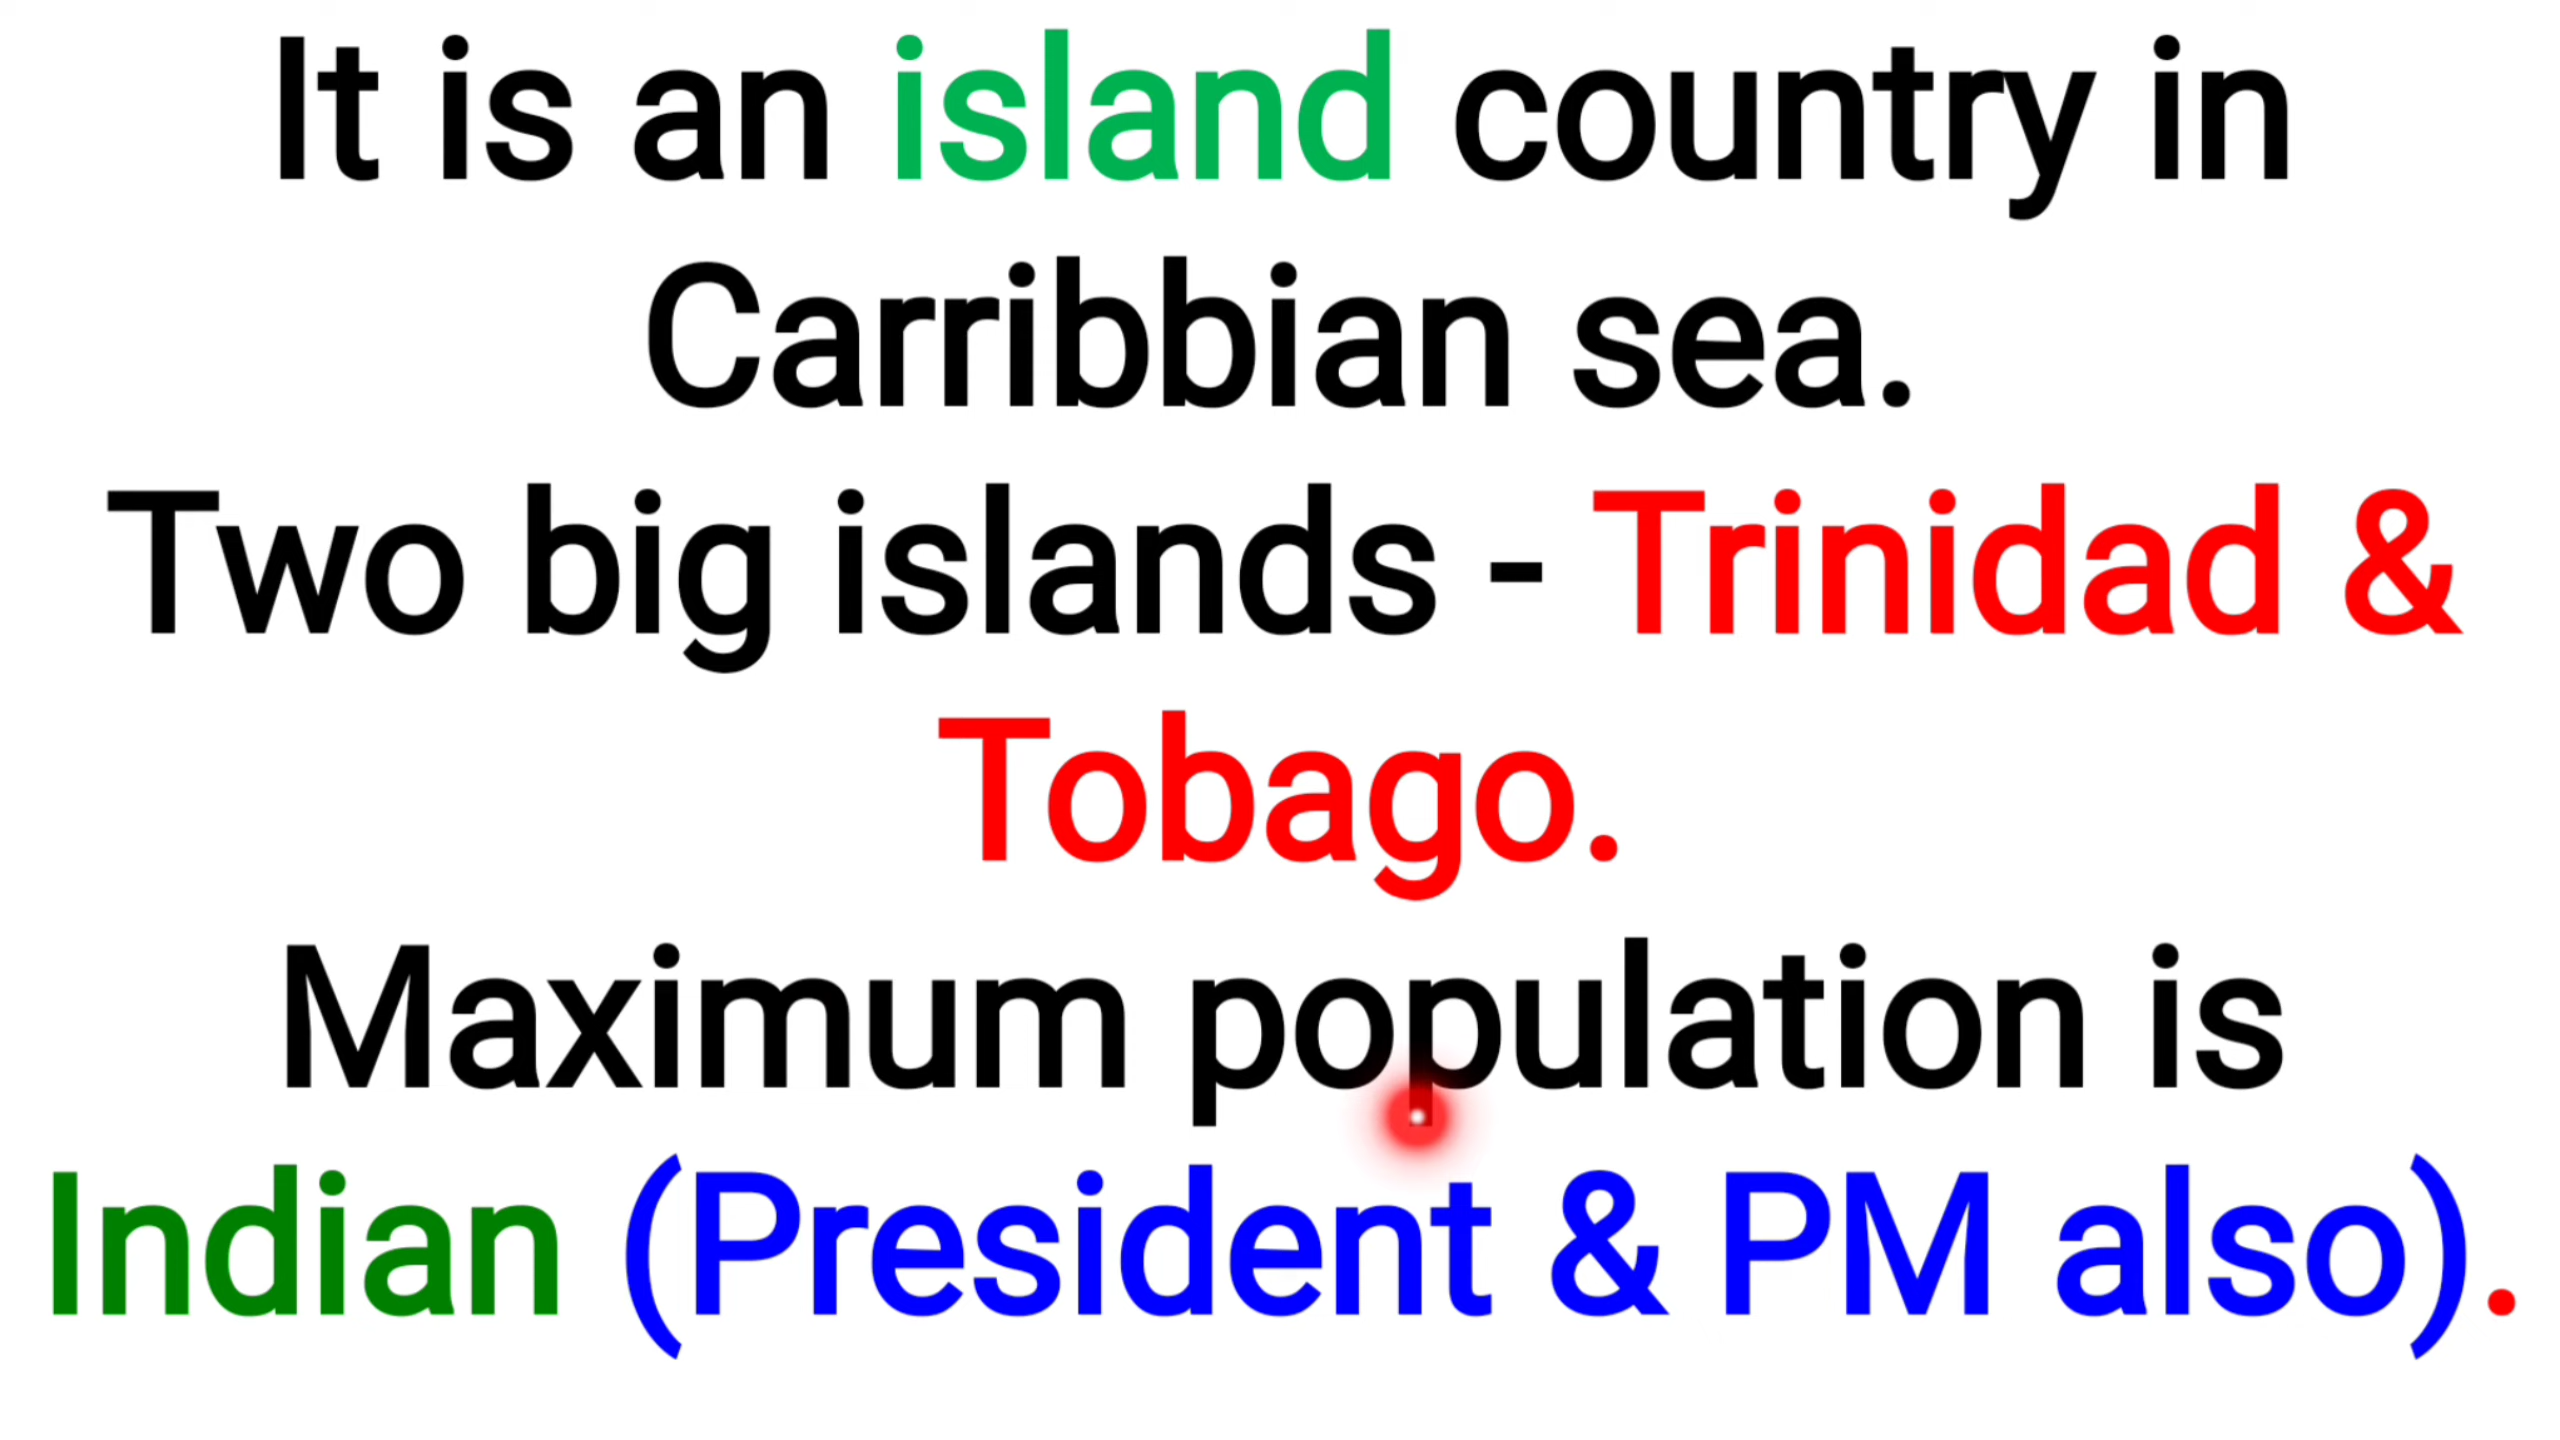 It is an island country in
Carribbian sea.
Two big islands - Trinidad &
Tobago.
Maximum population is
Indian (President & PM also).